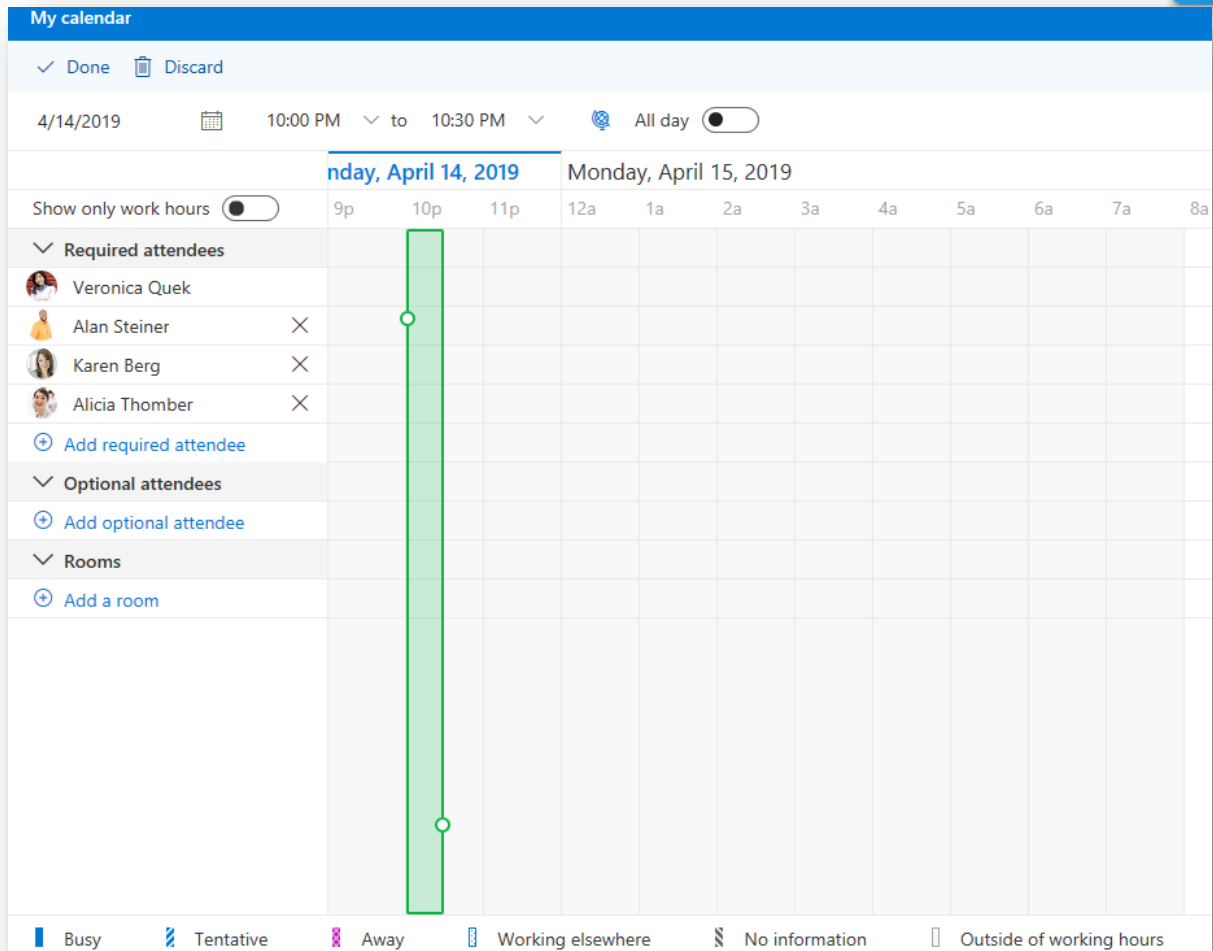 My calendar
Done Discard
4/14/2019 10:00 PM to 10:30 PM All day
nday, April 14, 2019 Monday, April 15, 2019
Show only work hours 9p 10p 11p 12a 1a 2a 3a 4a 5a 6a 7a 8a
Required attendees
Veronica Quek
Alan Steiner
Karen Berg
Alicia Thomber
Add required attendee
Optional attendees
Add optional attendee
Rooms
Add a room
Busy Tentative Away Working elsewhere No information Outside of working hours